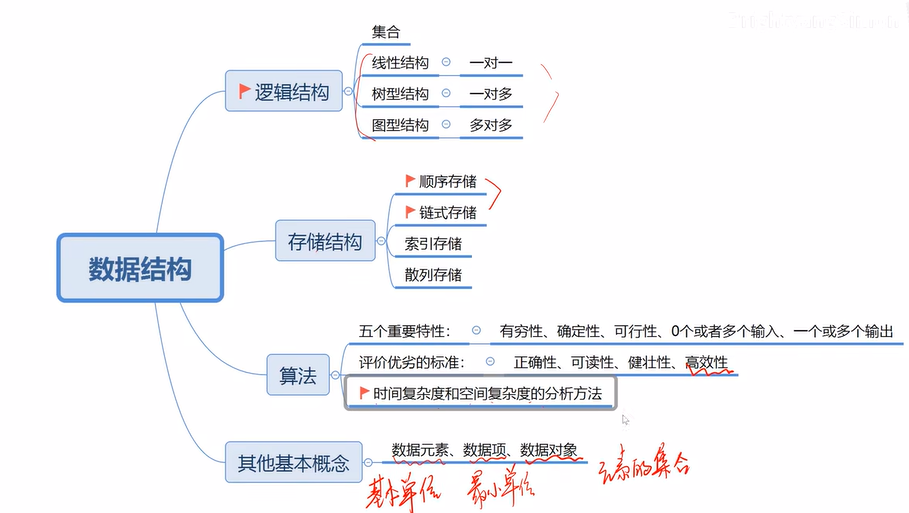 集合
线性结构 一对一
逻辑结构
树型结构 一对多
图型结构 多对多
顺序存储
链式存储
存储结构
索引存储
散列存储
数据结构
五个重要特性： 有穷性、确定性、可行性、0个或者多个输入、一个或多个输出
评价优劣的标准： 正确性、可读性、健壮性、高效性
算法
时间复杂度和空间复杂度的分析方法
其他基本概念 数据元素、数据项、数据对象
基本单位 最小单位 元素的集合